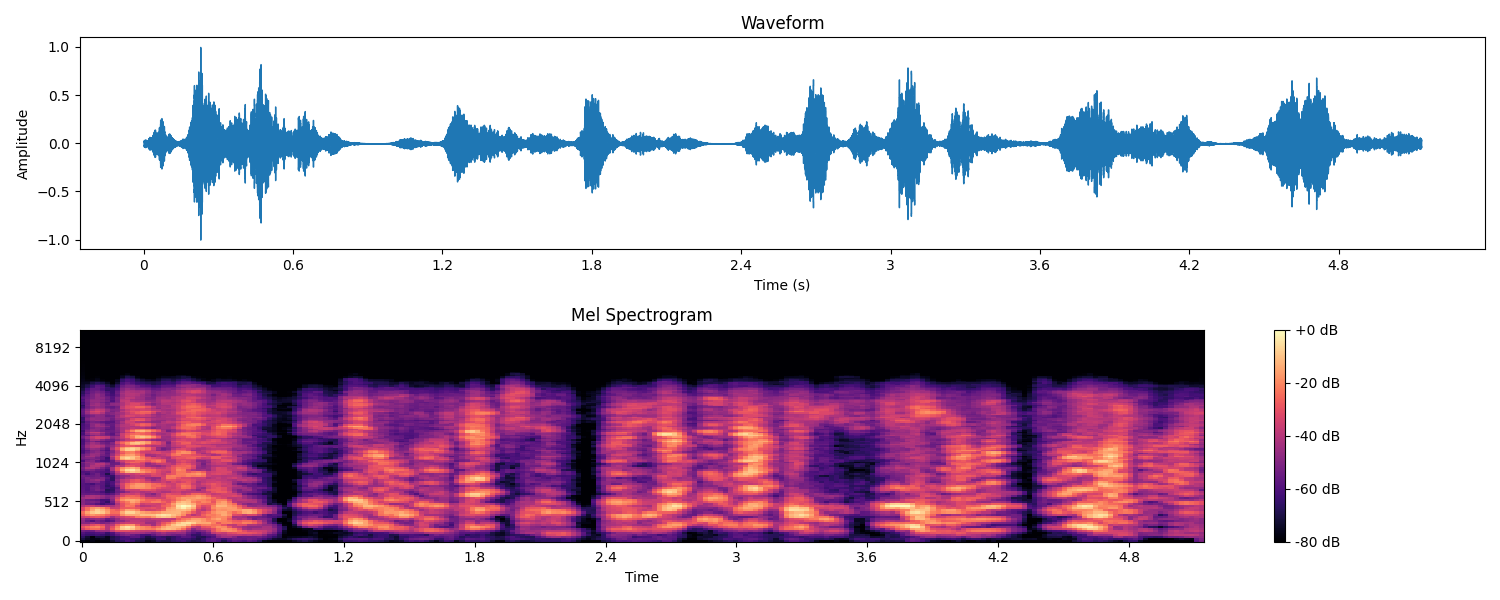 Waveform
1.0
0.5
0.0
−0.5
−1.0
Amplitude
0 0.6 1.2 1.8 2.4 3 3.6 4.2 4.8
Time (s)
Mel Spectrogram
8192
4096
2048
1024
512
0
Hz
0 0.6 1.2 1.8 2.4 3 3.6 4.2 4.8
Time
+0 dB
-20 dB
-40 dB
-60 dB
-80 dB